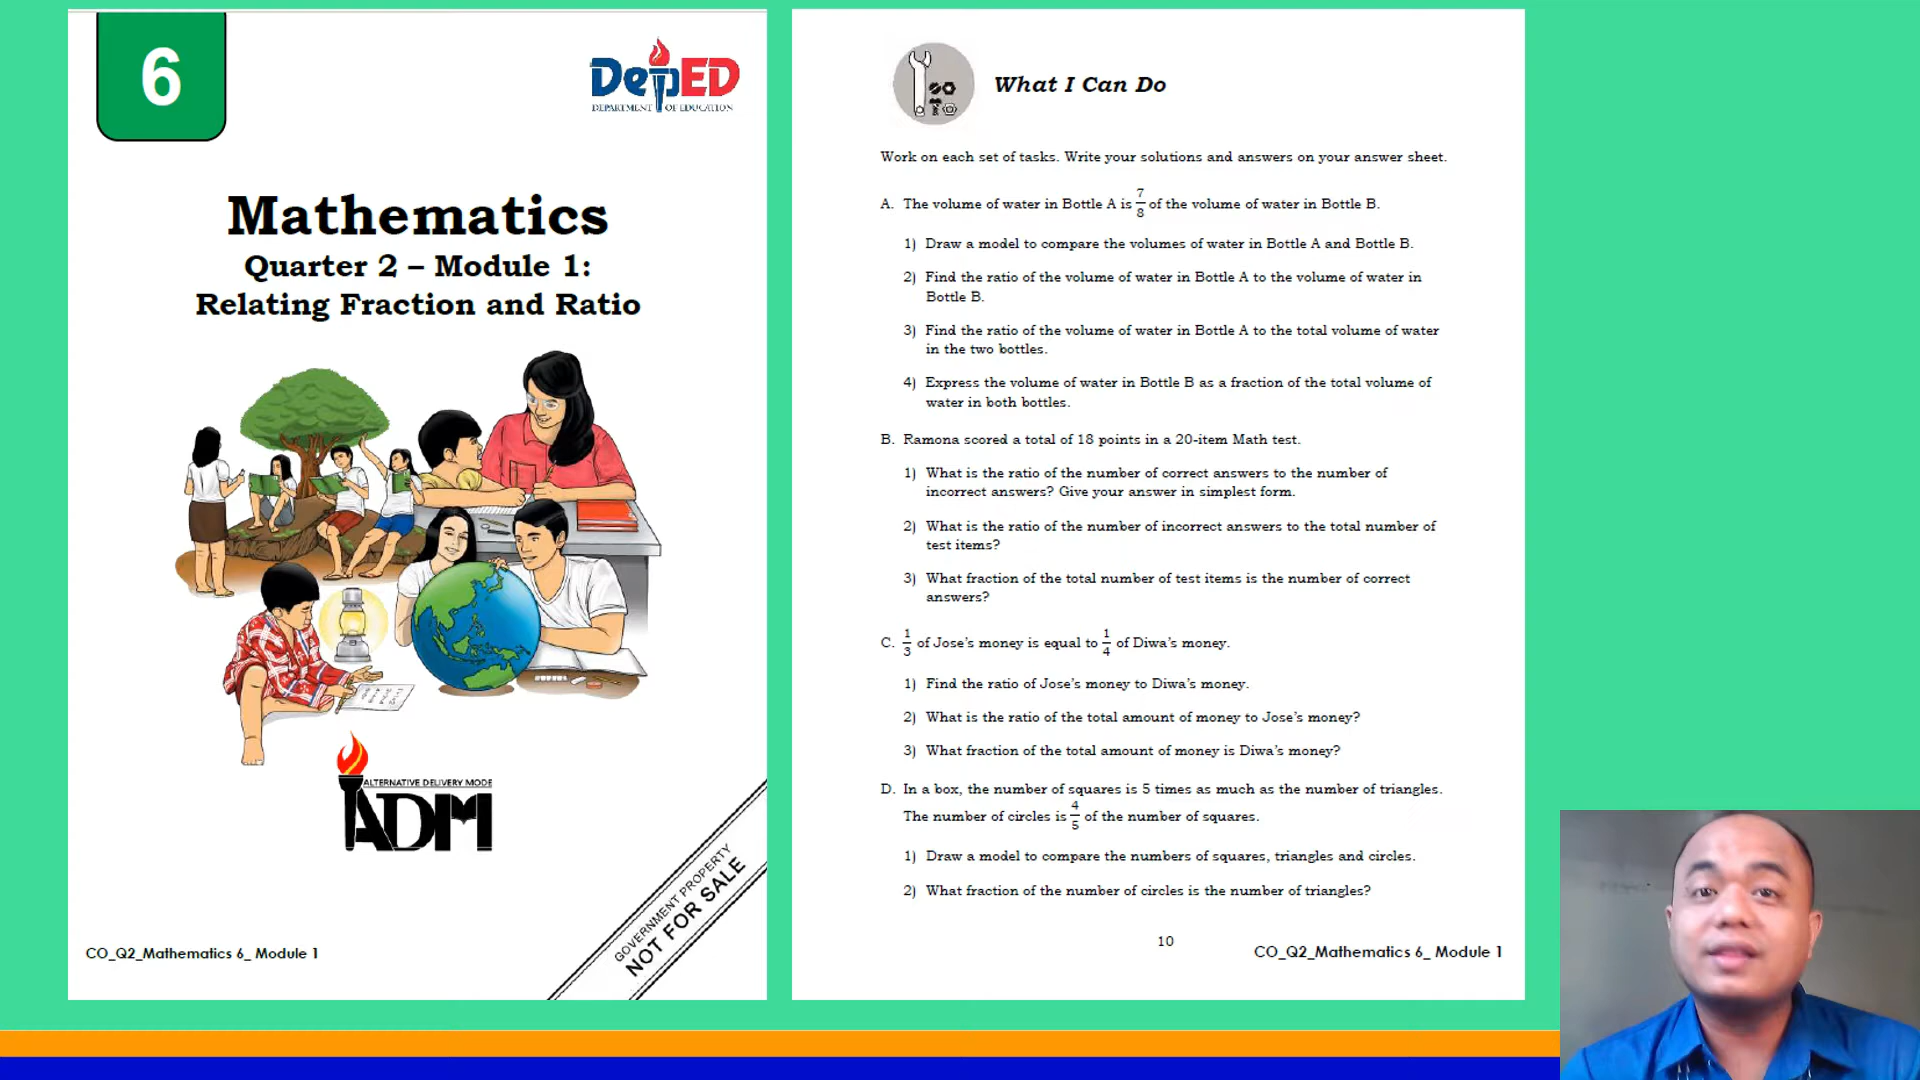 6
DepED
DEPARTMENT OF EDUCATION
Mathematics
Quarter 2 – Module 1:
Relating Fraction and Ratio
ALTERNATIVE DELIVERY MODE
ADM
GOVERNMENT PROPERTY
NOT FOR SALE
CO_Q2_Mathematics 6_ Module 1
What I Can Do
Work on each set of tasks. Write your solutions and answers on your answer sheet.
A. The volume of water in Bottle A is 7/8 of the volume of water in Bottle B.
1) Draw a model to compare the volumes of water in Bottle A and Bottle B.
2) Find the ratio of the volume of water in Bottle A to the volume of water in
Bottle B.
3) Find the ratio of the volume of water in Bottle A to the total volume of water
in the two bottles.
4) Express the volume of water in Bottle B as a fraction of the total volume of
water in both bottles.
B. Ramona scored a total of 18 points in a 20-item Math test.
1) What is the ratio of the number of correct answers to the number of
incorrect answers? Give your answer in simplest form.
2) What is the ratio of the number of incorrect answers to the total number of
test items?
3) What fraction of the total number of test items is the number of correct
answers?
C. 1/3 of Jose's money is equal to 1/4 of Diwa's money.
1) Find the ratio of Jose's money to Diwa's money.
2) What is the ratio of the total amount of money to Jose's money?
3) What fraction of the total amount of money is Diwa's money?
D. In a box, the number of squares is 5 times as much as the number of triangles.
The number of circles is 4/5 of the number of squares.
1) Draw a model to compare the numbers of squares, triangles and circles.
2) What fraction of the number of circles is the number of triangles?
10
CO_Q2_Mathematics 6_ Module 1